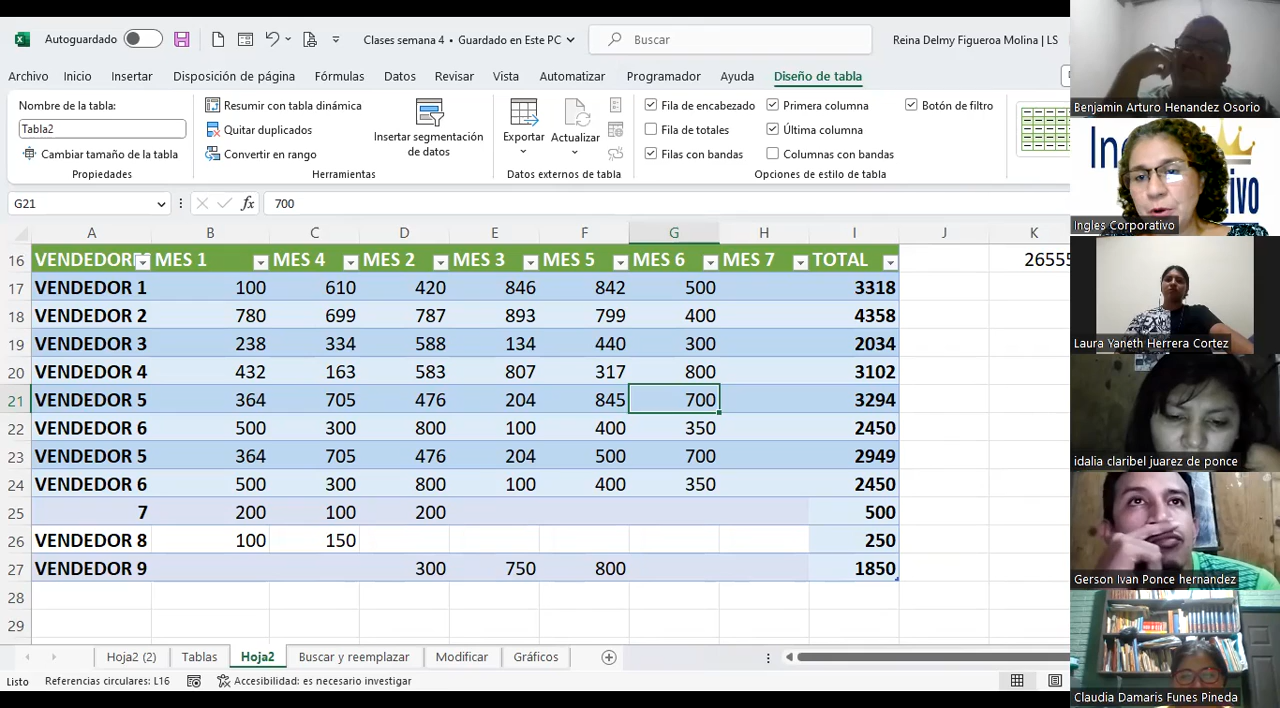 Autoguardado
Clases semana 4 • Guardado en Este PC
Buscar
Reina Delmy Figueroa Molina | LS
Archivo Inicio Insertar Disposición de página Fórmulas Datos Revisar Vista Automatizar Programador Ayuda Diseño de tabla
Nombre de la tabla:
Tabla2
Cambiar tamaño de la tabla
Propiedades
Resumir con tabla dinámica
Quitar duplicados
Convertir en rango
Insertar segmentación
de datos
Herramientas
Exportar Actualizar
Datos externos de tabla
Fila de encabezado Primera columna Botón de filtro
Fila de totales Última columna
Filas con bandas Columnas con bandas
Opciones de estilo de tabla
G21 fx 700
A B C D E F G H I J K
16 VENDEDOR MES 1 MES 4 MES 2 MES 3 MES 5 MES 6 MES 7 TOTAL 26555
17 VENDEDOR 1 100 610 420 846 842 500 3318
18 VENDEDOR 2 780 699 787 893 799 400 4358
19 VENDEDOR 3 238 334 588 134 440 300 2034
20 VENDEDOR 4 432 163 583 807 317 800 3102
21 VENDEDOR 5 364 705 476 204 845 700 3294
22 VENDEDOR 6 500 300 800 100 400 350 2450
23 VENDEDOR 5 364 705 476 204 500 700 2949
24 VENDEDOR 6 500 300 800 100 400 350 2450
25 7 200 100 200 500
26 VENDEDOR 8 100 150 250
27 VENDEDOR 9 300 750 800 1850
28
29
Hoja2 (2) Tablas Hoja2 Buscar y reemplazar Modificar Gráficos
Listo Referencias circulares: L16 Accesibilidad: es necesario investigar
Benjamin Arturo Henandez Osorio
Ingles Corporativo
Laura Yaneth Herrera Cortez
idalia claribel juarez de ponce
Gerson Ivan Ponce hernandez
Claudia Damaris Funes Pineda